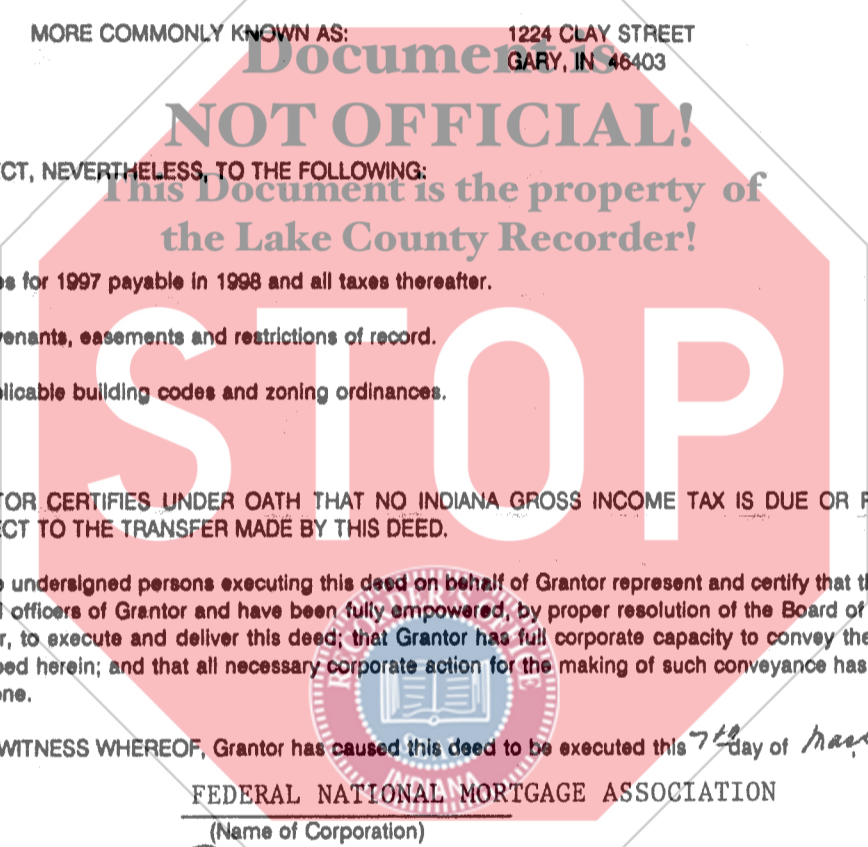 MORE COMMONLY KNOWN AS: 1224 CLAY STREET
GARY, IN 46403
Document is
NOT OFFICIAL!
CT, NEVERTHELESS, TO THE FOLLOWING:
This Document is the property of
the Lake County Recorder!
s for 1997 payable in 1998 and all taxes thereafter.
enants, easements and restrictions of record.
plicable building codes and zoning ordinances.
STOP
TOR CERTIFIES UNDER OATH THAT NO INDIANA GROSS INCOME TAX IS DUE OR
ECT TO THE TRANSFER MADE BY THIS DEED.
undersigned persons executing this deed on behalf of Grantor represent and certify that
officers of Grantor and have been fully empowered, by proper resolution of the Board of
r, to execute and deliver this deed; that Grantor has full corporate capacity to convey the
bed herein; and that all necessary corporate action for the making of such conveyance has
one.
WITNESS WHEREOF, Grantor has caused this deed to be executed this 7th day of
RECORDER'S OFFICE
SEAL
INDIANA
FEDERAL NATIONAL MORTGAGE ASSOCIATION
(Name of Corporation)